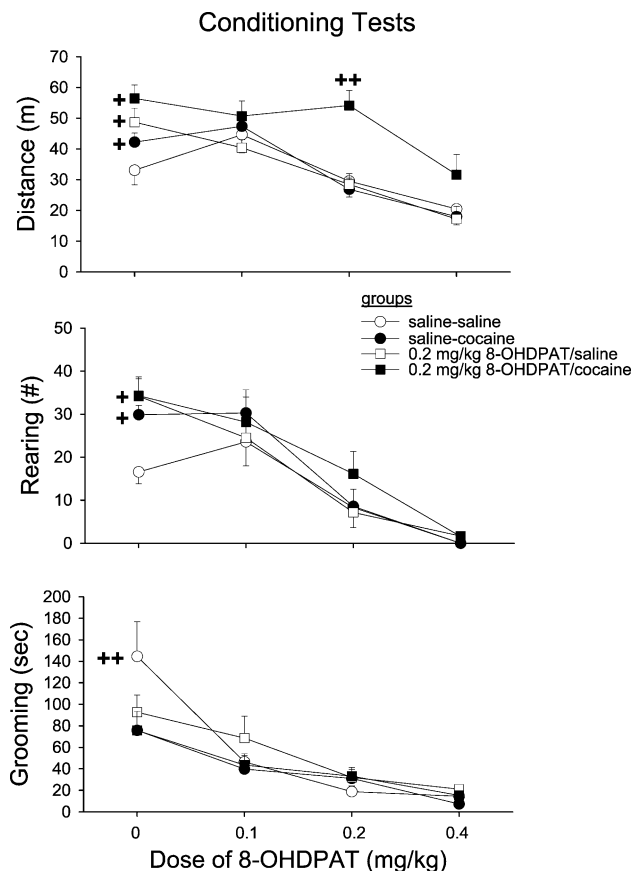 Conditioning Tests
Distance (m)
70
60
50
40
30
20
10
0
+
+
+
++
groups
saline-saline
saline-cocaine
0.2 mg/kg 8-OHDPAT/saline
0.2 mg/kg 8-OHDPAT/cocaine
Rearing (#)
50
40
30
20
10
0
+
+
Grooming (sec)
200
180
160
140
120
100
80
60
40
20
0
++
0 0.1 0.2 0.4
Dose of 8-OHDPAT (mg/kg)